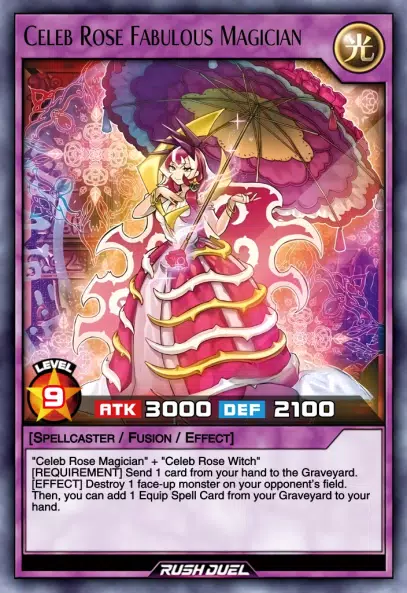 Celeb Rose Fabulous Magician
光
LEVEL
9
ATK 3000 DEF 2100
[Spellcaster / Fusion / Effect]
"Celeb Rose Magician" + "Celeb Rose Witch"
[REQUIREMENT] Send 1 card from your hand to the Graveyard.
[EFFECT] Destroy 1 face-up monster on your opponent's field.
Then, you can add 1 Equip Spell Card from your Graveyard to your
hand.
RUSH DUEL